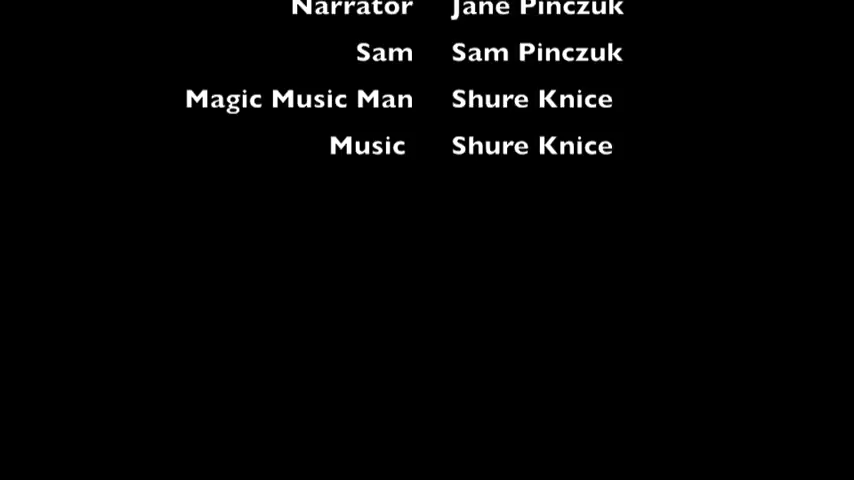 Narrator Jane Pinczuk
Sam Sam Pinczuk
Magic Music Man Shure Knice
Music Shure Knice